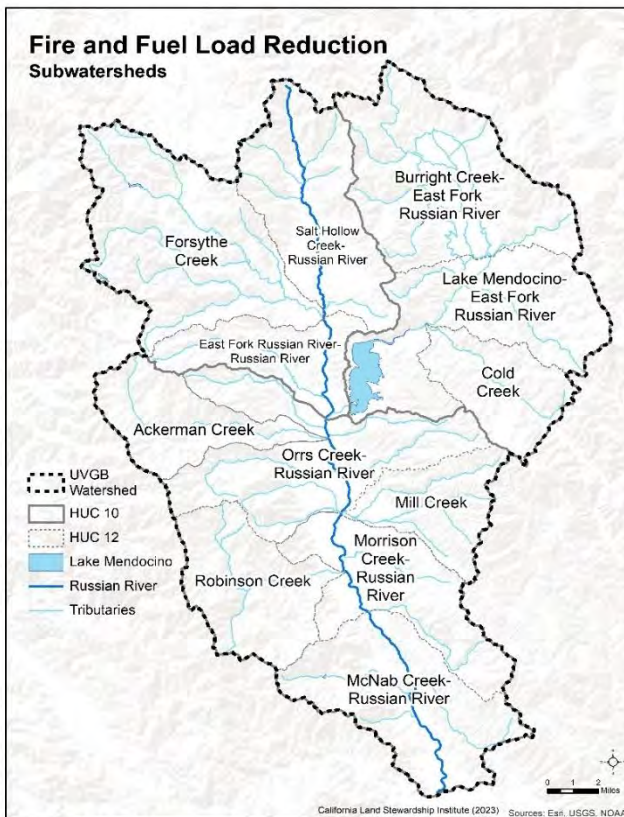 Fire and Fuel Load Reduction
Subwatersheds
Burright Creek-
East Fork
Russian River
Salt Hollow
Creek-
Russian River
Forsythe
Creek
Lake Mendocino-
East Fork
Russian River
East Fork Russian River-
Russian River
Cold
Creek
Ackerman Creek
Orrs Creek-
Russian River
Mill Creek
Morrison
Creek-
Russian
River
Robinson Creek
McNab Creek-
Russian River
UVGB
Watershed
HUC 10
HUC 12
Lake Mendocino
Russian River
Tributaries
0 1 2
Miles
California Land Stewardship Institute (2023) Sources: Esri, USGS, NOAA